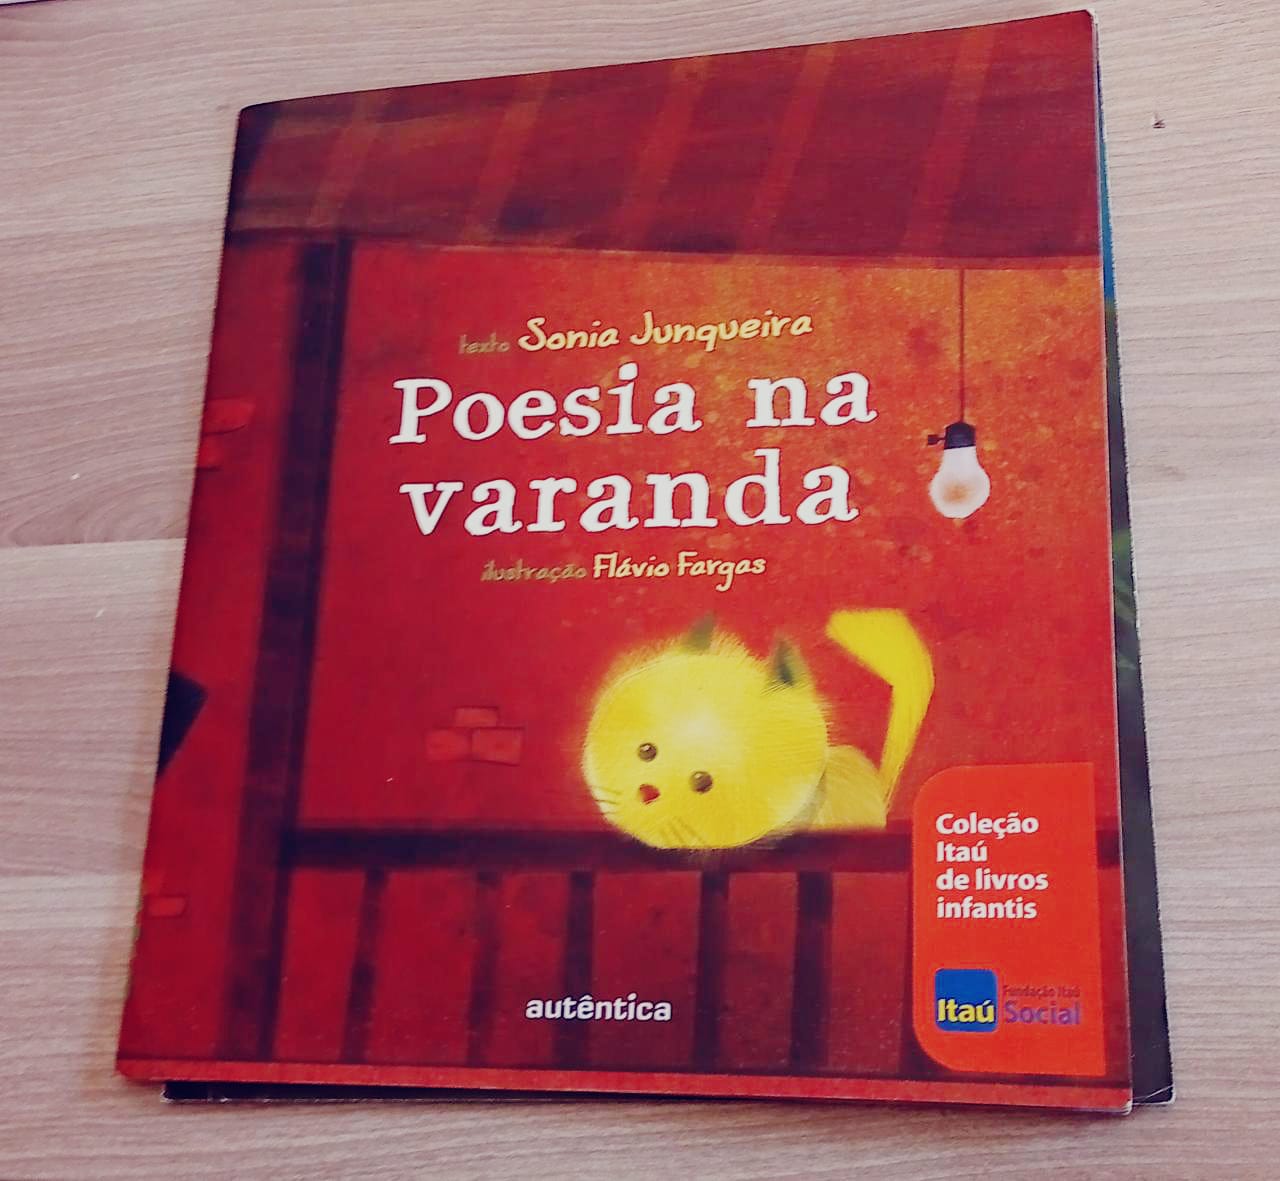 texto Sonia Junqueira
Poesia na
varanda
ilustração Flávio Fargas
Coleção
Itaú
de livros
infantis
autêntica
Itaú
Fundação Itaú
Social